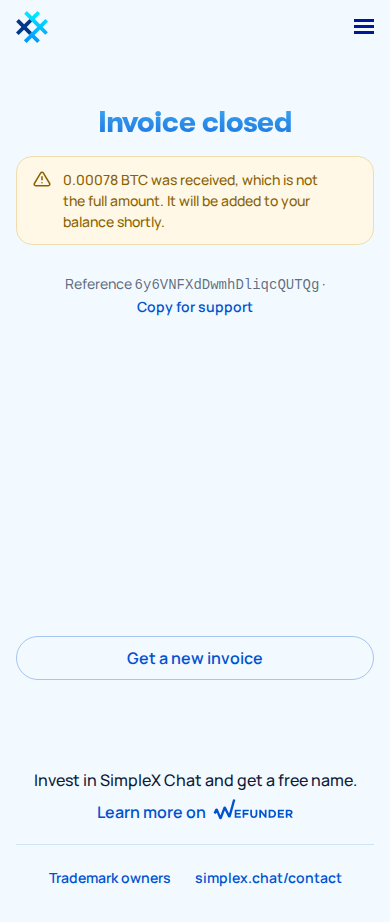 Invoice closed
0.00078 BTC was received, which is not
the full amount. It will be added to your
balance shortly.
Reference 6y6VNFXdDwmhDliqcQUTQg ·
Copy for support
Get a new invoice
Invest in SimpleX Chat and get a free name.
Learn more on WEFUNDER
Trademark owners simplex.chat/contact